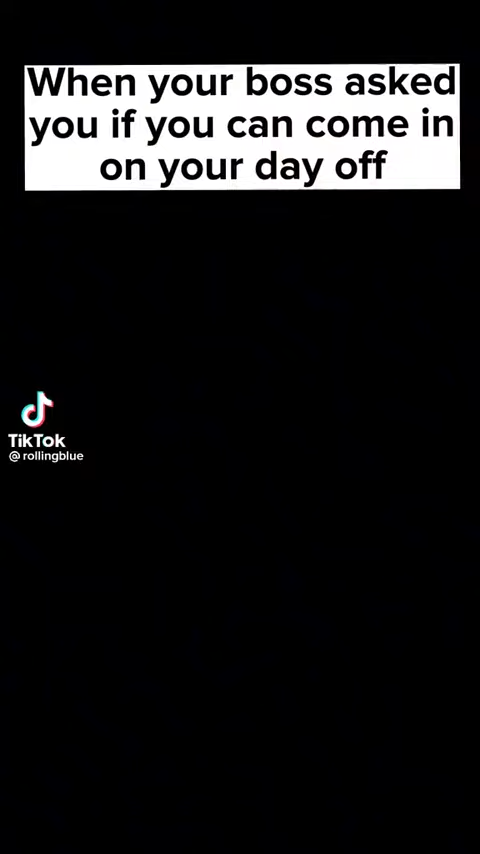 When your boss asked
you if you can come in
on your day off
TikTok
@rollingblue